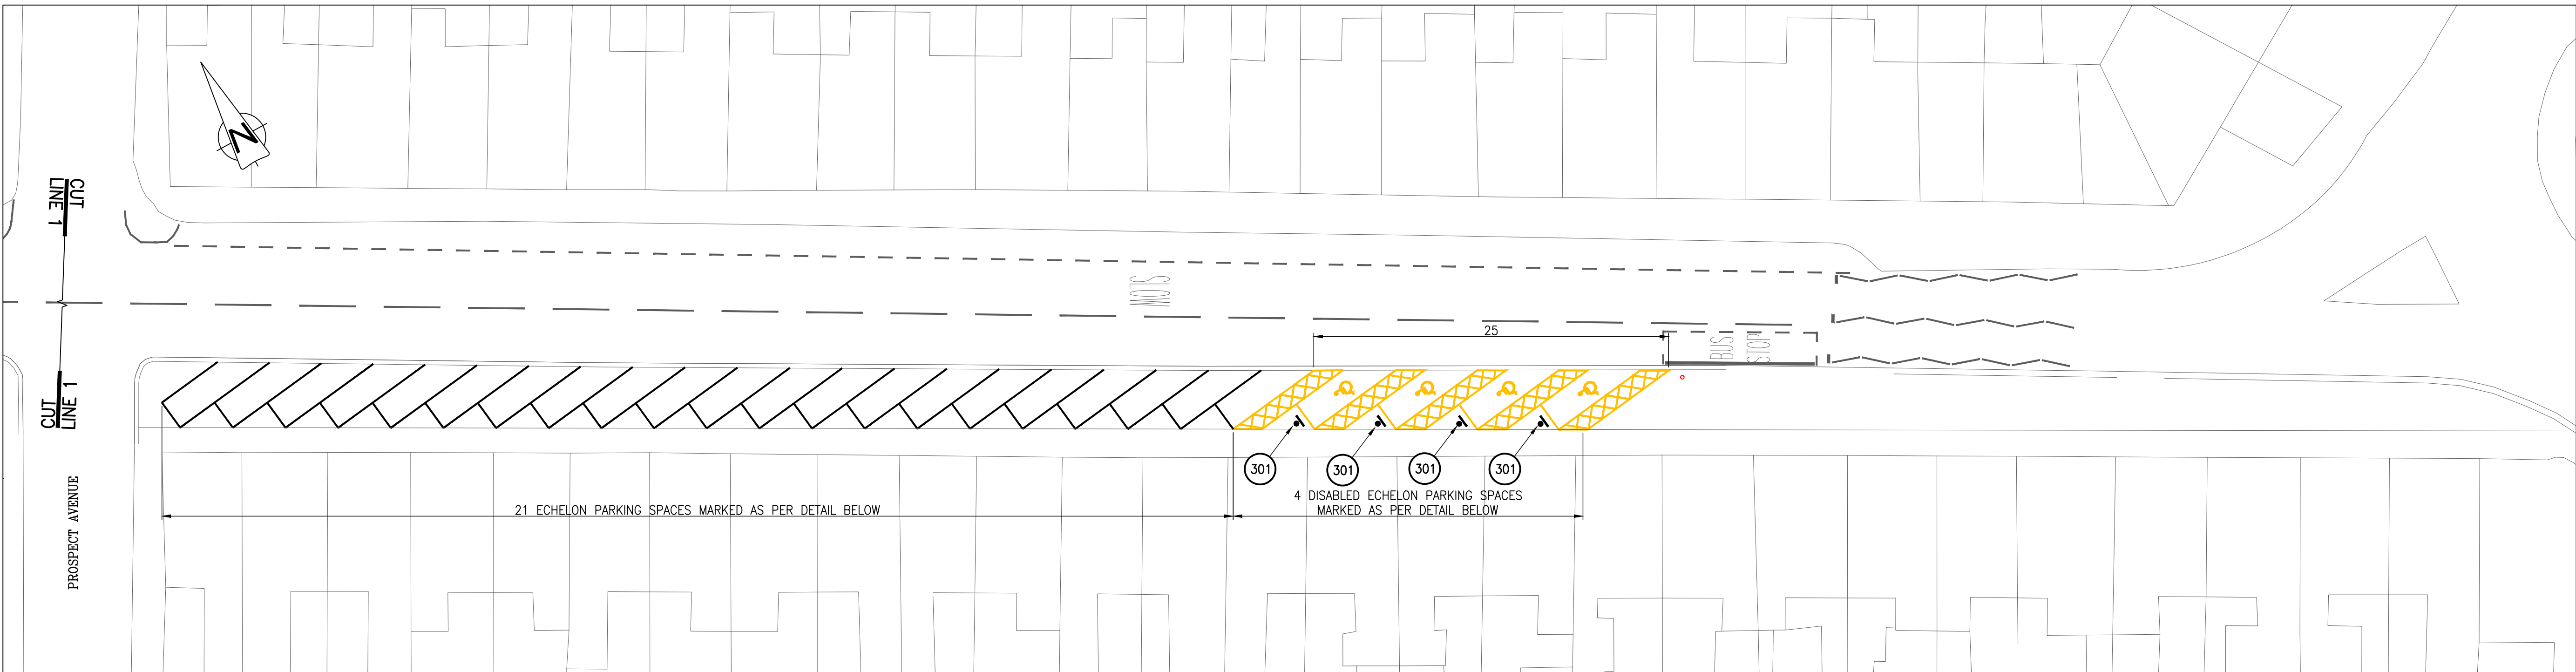 N
CUT
LINE 1
SLOW
25
BUS
STOP
CUT
LINE 1
301
301
301
301
4 DISABLED ECHELON PARKING SPACES
MARKED AS PER DETAIL BELOW
21 ECHELON PARKING SPACES MARKED AS PER DETAIL BELOW
PROSPECT AVENUE